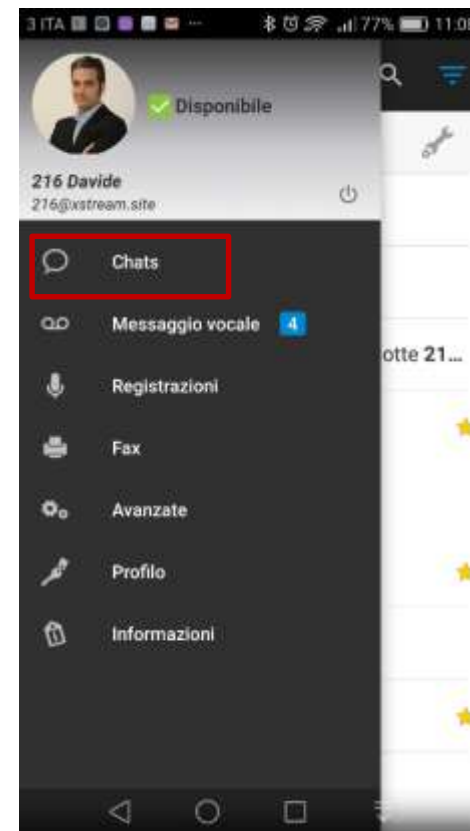 3 ITA 77% 11:0
Disponibile
216 Davide
216@xstream.site
Chats
Messaggio vocale 4
otte 21...
Registrazioni
Fax
Avanzate
Profilo
Informazioni